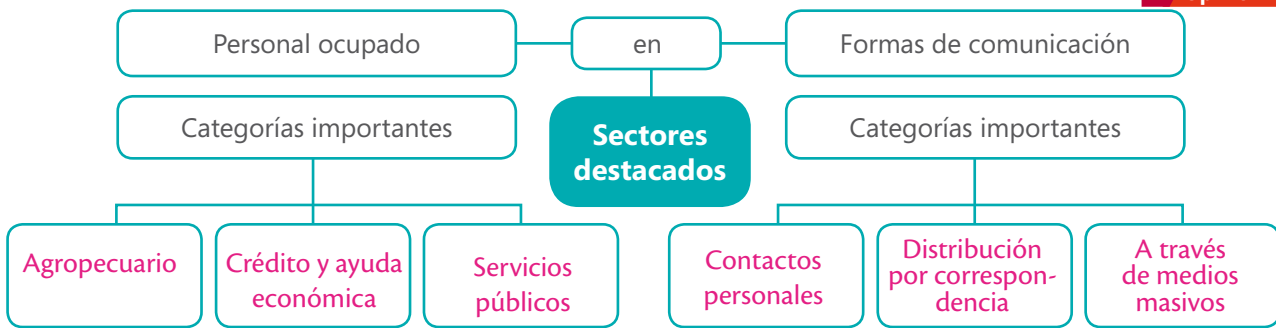 Personal ocupado
en
Formas de comunicación
Categorías importantes
Sectores
destacados
Categorías importantes
Agropecuario
Crédito y ayuda
económica
Servicios
públicos
Contactos
personales
Distribución
por correspon-
dencia
A través
de medios
masivos